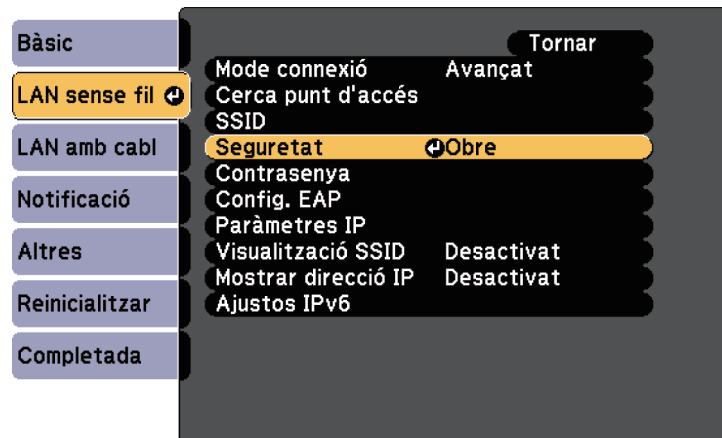 Bàsic
LAN sense fil
LAN amb cabl
Notificació
Altres
Reinicialitzar
Completada
Tornar
Mode connexió Avançat
Cerca punt d'accés
SSID
Seguretat Obre
Contrasenya
Config. EAP
Paràmetres IP
Visualització SSID Desactivat
Mostrar direcció IP Desactivat
Ajustos IPv6